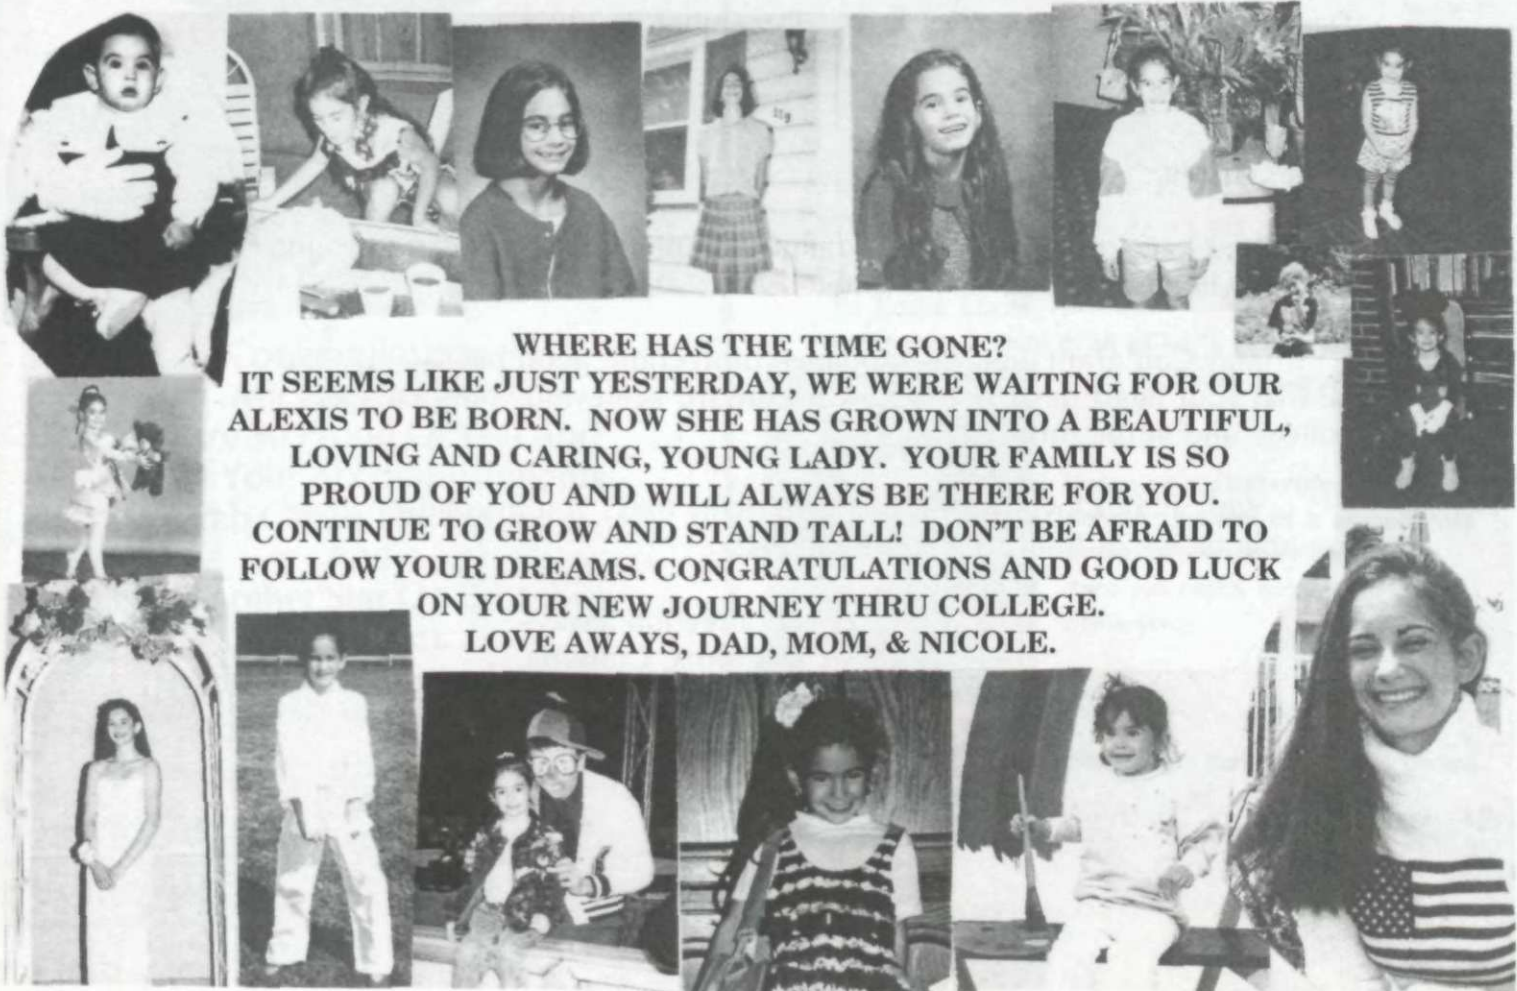 WHERE HAS THE TIME GONE?
IT SEEMS LIKE JUST YESTERDAY, WE WERE WAITING FOR OUR
ALEXIS TO BE BORN. NOW SHE HAS GROWN INTO A BEAUTIFUL,
LOVING AND CARING, YOUNG LADY. YOUR FAMILY IS SO
PROUD OF YOU AND WILL ALWAYS BE THERE FOR YOU.
CONTINUE TO GROW AND STAND TALL! DON'T BE AFRAID TO
FOLLOW YOUR DREAMS. CONGRATULATIONS AND GOOD LUCK
ON YOUR NEW JOURNEY THRU COLLEGE.
LOVE AWAYS, DAD, MOM, & NICOLE.